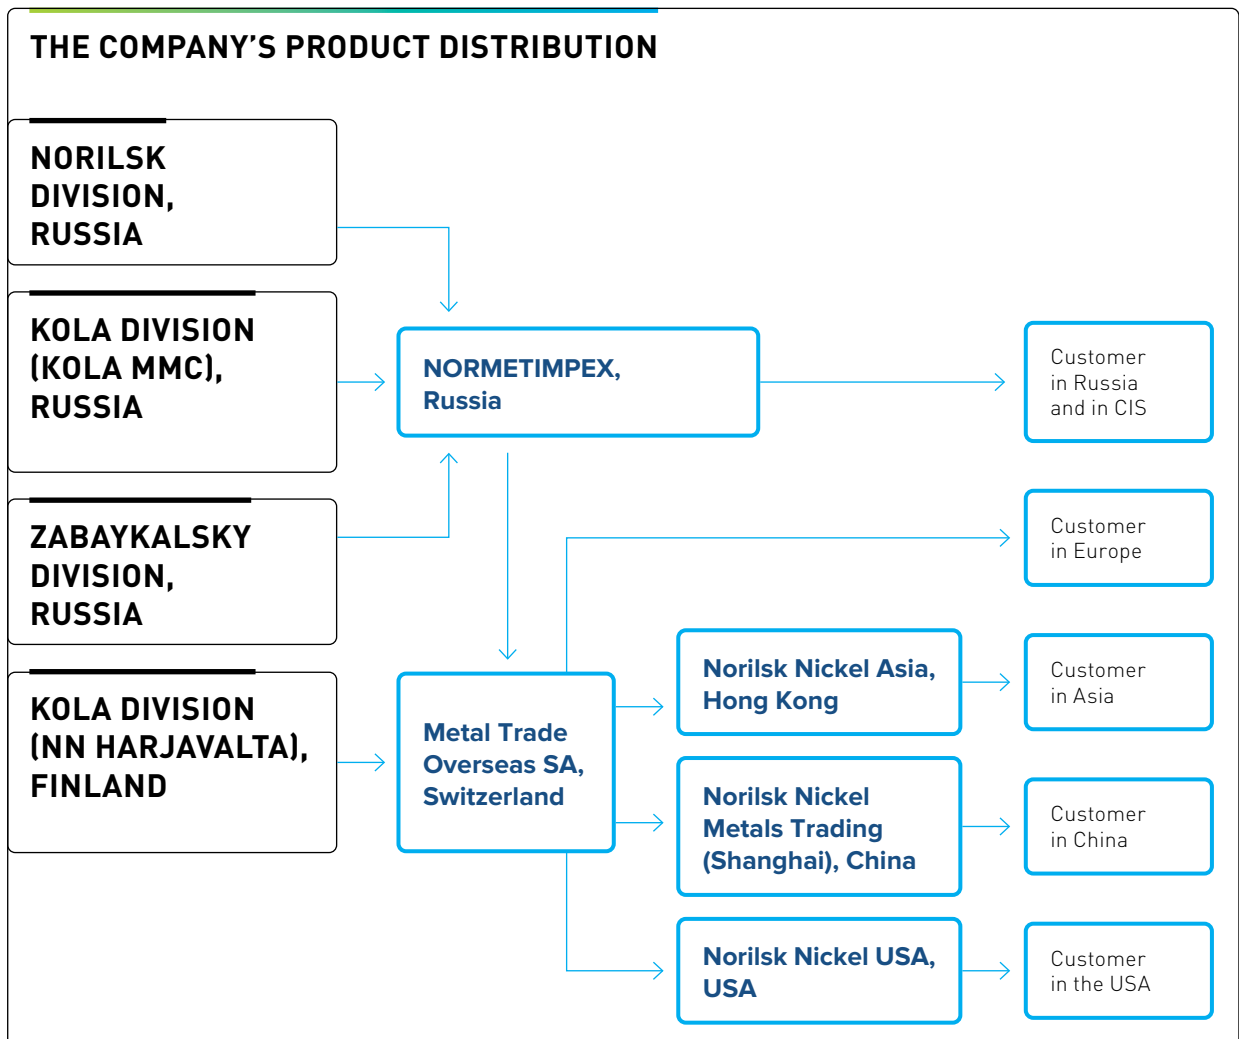 THE COMPANY’S PRODUCT DISTRIBUTION
NORILSK
DIVISION,
RUSSIA
KOLA DIVISION
(KOLA MMC),
RUSSIA
ZABAYKALSKY
DIVISION,
RUSSIA
KOLA DIVISION
(NN HARJAVALTA),
FINLAND
NORMETIMPEX,
Russia
Metal Trade
Overseas SA,
Switzerland
Norilsk Nickel Asia,
Hong Kong
Norilsk Nickel
Metals Trading
(Shanghai), China
Norilsk Nickel USA,
USA
Customer
in Russia
and in CIS
Customer
in Europe
Customer
in Asia
Customer
in China
Customer
in the USA